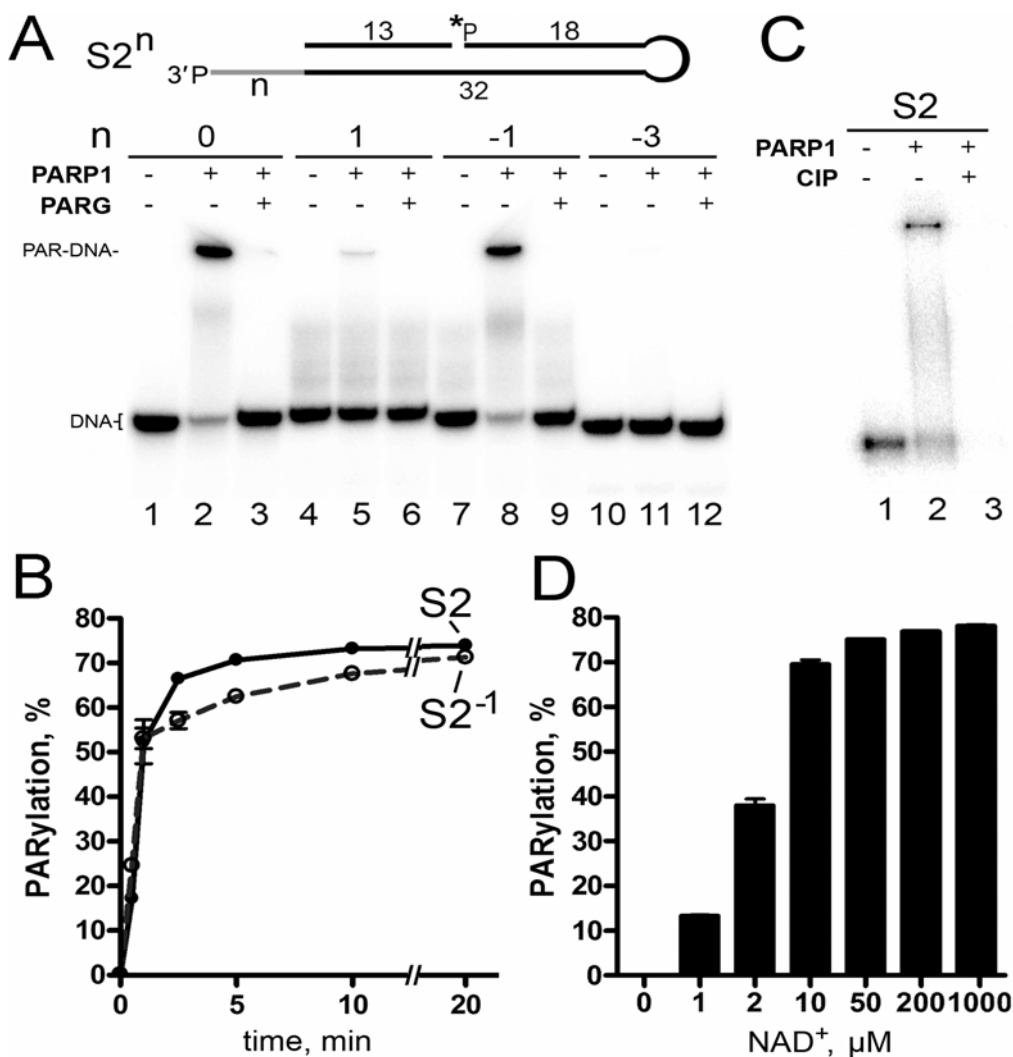 A
S2ⁿ
13 *P 18
3′P n 32
n 0 1 -1 -3
PARP1 - + + - + + - + + - + +
PARG - - + - - + - - + - - +
PAR-DNA-
DNA-[
1 2 3 4 5 6 7 8 9 10 11 12
C
S2
PARP1 - + +
CIP - - +
1 2 3
B
PARylation, %
80
70
60
50
40
30
20
10
0
S2
S2⁻¹
0 5 10 20
time, min
D
PARylation, %
80
70
60
50
40
30
20
10
0
0 1 2 10 50 200 1000
NAD⁺, µM